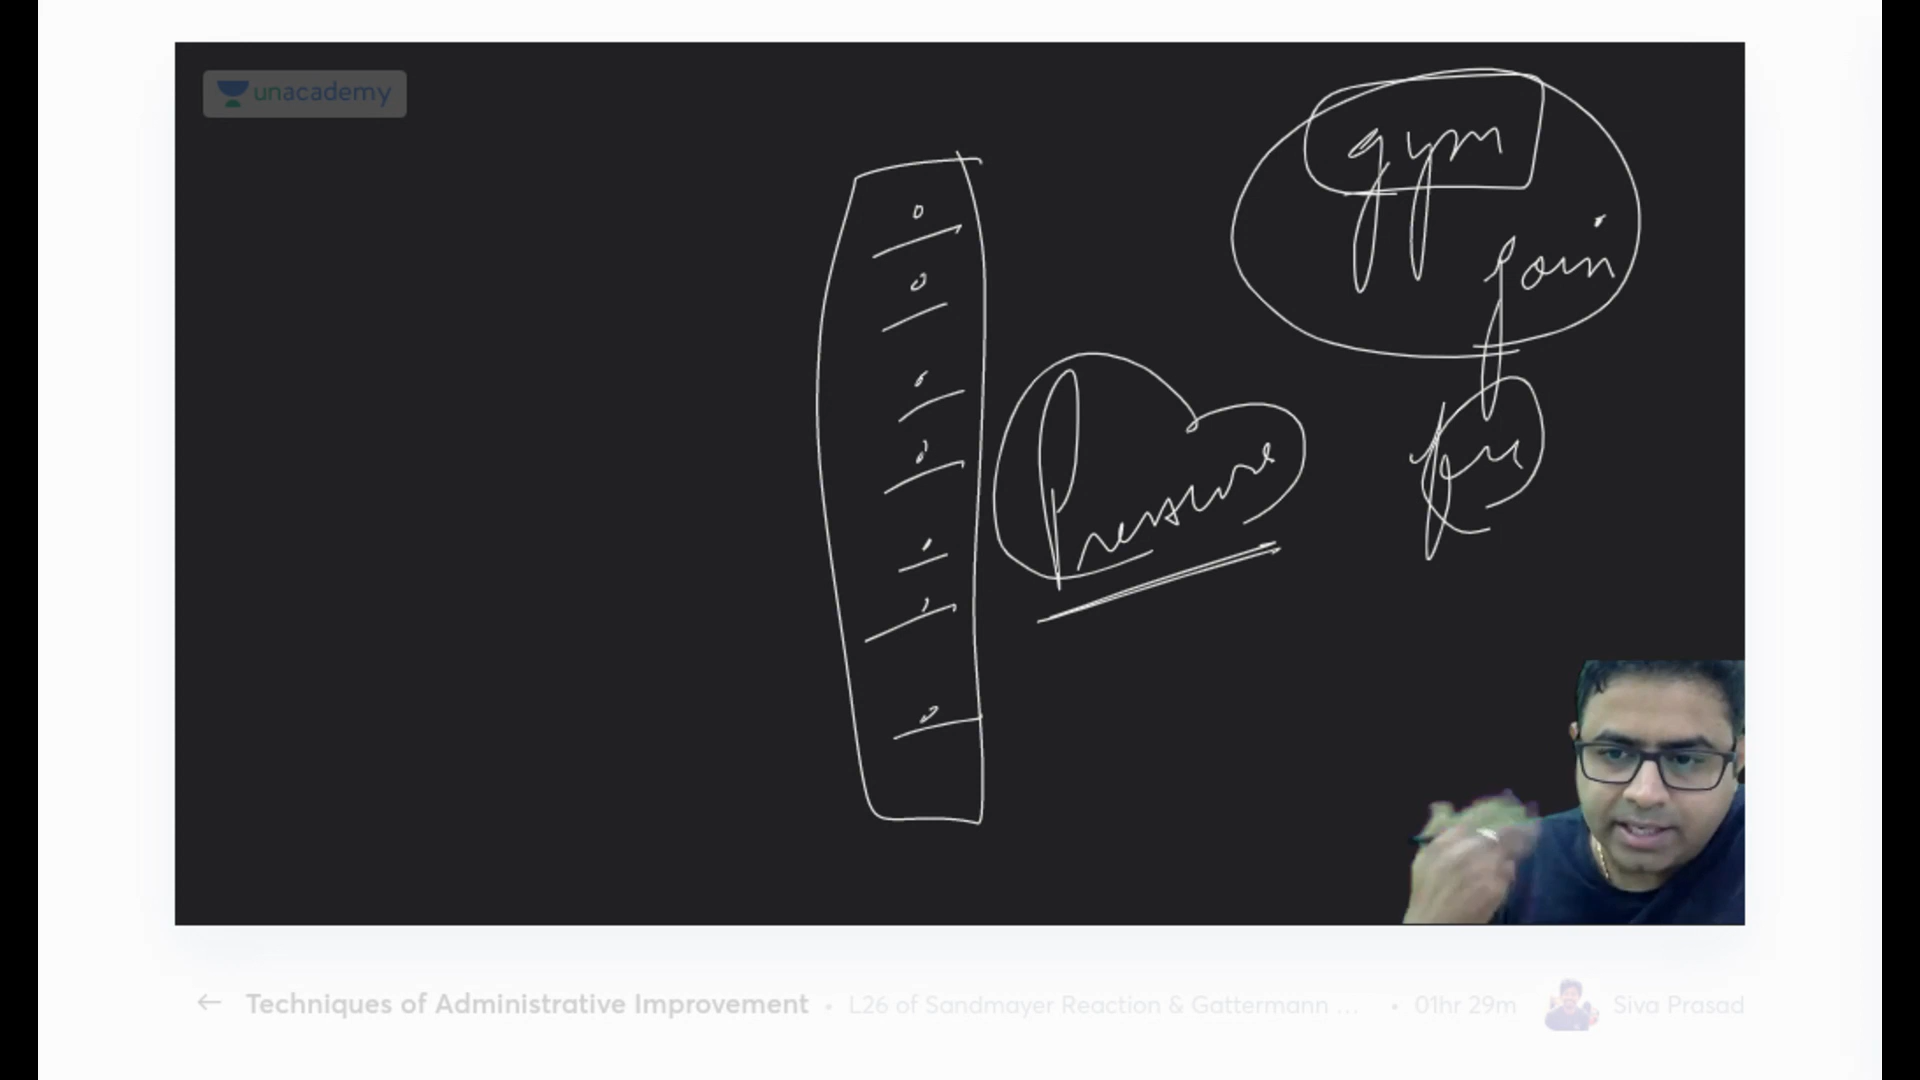 unacademy
gym
join
Pressure
Techniques of Administrative Improvement • L26 of Sandmayer Reaction & Gattermann ... • 01hr 29m Siva Prasad